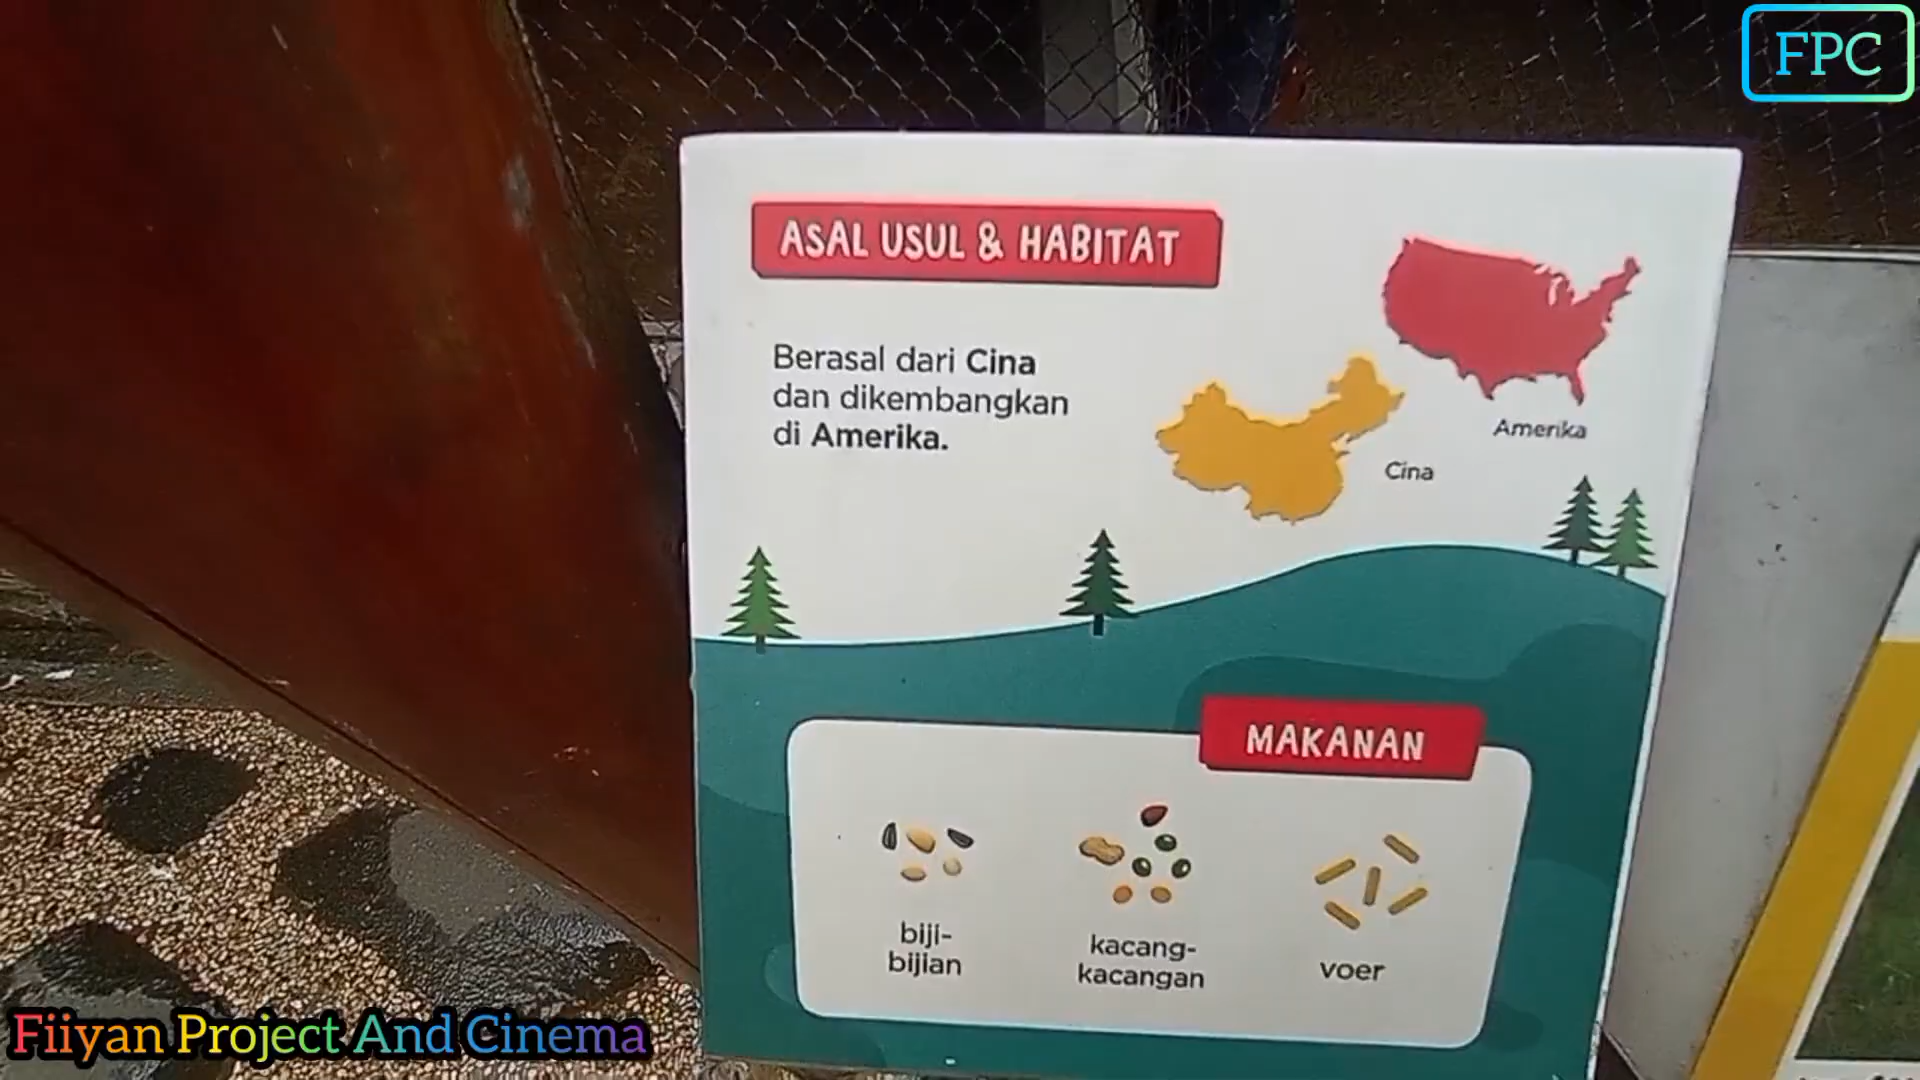 FPC
ASAL USUL & HABITAT
Berasal dari Cina
dan dikembangkan
di Amerika.
Amerika
Cina
MAKANAN
biji-
bijian
kacang-
kacangan
voer
Fiiyan Project And Cinema